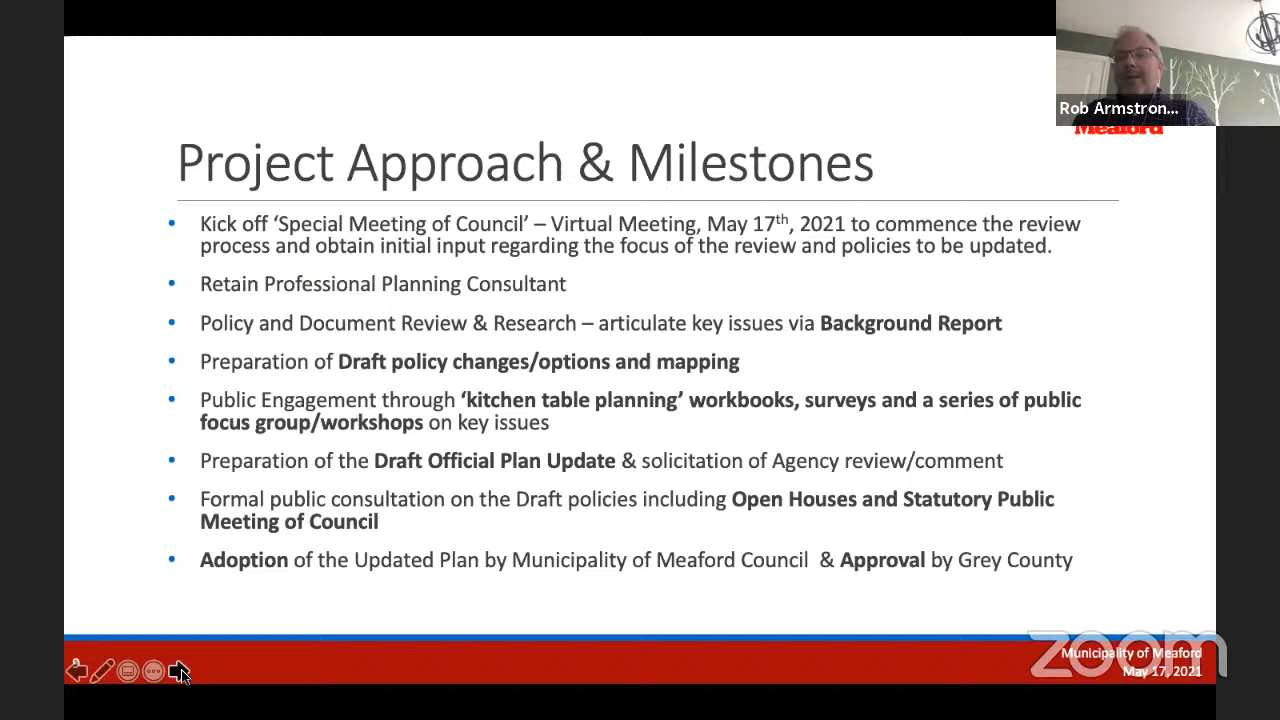 Rob Armstron...
Meaford
Project Approach & Milestones
• Kick off ‘Special Meeting of Council’ – Virtual Meeting, May 17th, 2021 to commence the review
process and obtain initial input regarding the focus of the review and policies to be updated.
• Retain Professional Planning Consultant
• Policy and Document Review & Research – articulate key issues via Background Report
• Preparation of Draft policy changes/options and mapping
• Public Engagement through ‘kitchen table planning’ workbooks, surveys and a series of public
focus group/workshops on key issues
• Preparation of the Draft Official Plan Update & solicitation of Agency review/comment
• Formal public consultation on the Draft policies including Open Houses and Statutory Public
Meeting of Council
• Adoption of the Updated Plan by Municipality of Meaford Council & Approval by Grey County
zoom
Municipality of Meaford
May 17, 2021